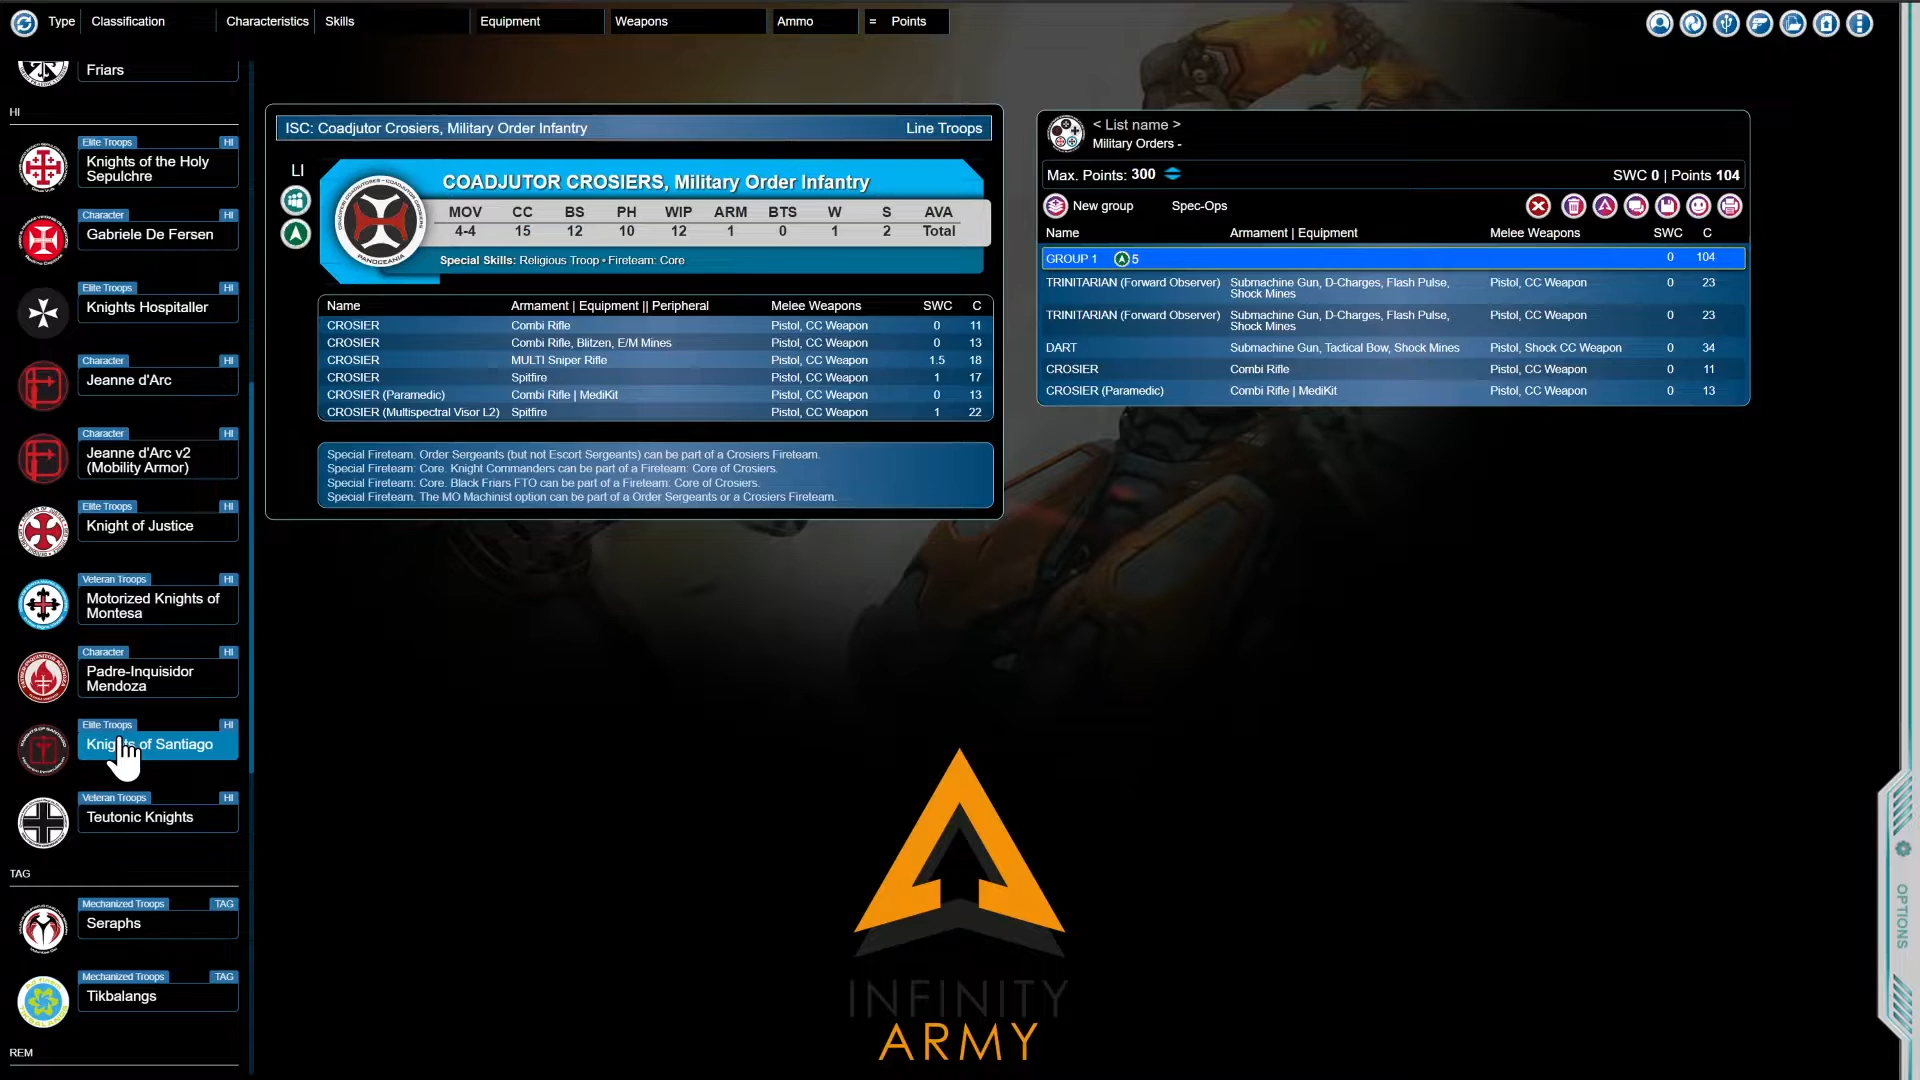 Type
Classification
Characteristics
Skills
Equipment
Weapons
Ammo
= Points
Friars
HI
Elite Troops HI
Knights of the Holy
Sepulchre
Character HI
Gabriele De Fersen
Elite Troops HI
Knights Hospitaller
Character HI
Jeanne d'Arc
Character HI
Jeanne d'Arc v2
(Mobility Armor)
Elite Troops HI
Knight of Justice
Veteran Troops HI
Motorized Knights of
Montesa
Character HI
Padre-Inquisidor
Mendoza
Elite Troops HI
Knights of Santiago
Veteran Troops HI
Teutonic Knights
TAG
Mechanized Troops TAG
Seraphs
Mechanized Troops TAG
Tikbalangs
REM
ISC: Coadjutor Crosiers, Military Order Infantry Line Troops
LI
COADJUTOR CROSIERS, Military Order Infantry
MOV CC BS PH WIP ARM BTS W S AVA
4-4 15 12 10 12 1 0 1 2 Total
Special Skills: Religious Troop • Fireteam: Core
PANOCEANIA
Name Armament | Equipment || Peripheral Melee Weapons SWC C
CROSIER Combi Rifle Pistol, CC Weapon 0 11
CROSIER Combi Rifle, Blitzen, E/M Mines Pistol, CC Weapon 0 13
CROSIER MULTI Sniper Rifle Pistol, CC Weapon 1.5 18
CROSIER Spitfire Pistol, CC Weapon 1 17
CROSIER (Paramedic) Combi Rifle | MediKit Pistol, CC Weapon 0 13
CROSIER (Multispectral Visor L2) Spitfire Pistol, CC Weapon 1 22
Special Fireteam. Order Sergeants (but not Escort Sergeants) can be part of a Crosiers Fireteam.
Special Fireteam: Core. Knight Commanders can be part of a Fireteam: Core of Crosiers.
Special Fireteam: Core. Black Friars FTO can be part of a Fireteam: Core of Crosiers.
Special Fireteam. The MO Machinist option can be part of a Order Sergeants or a Crosiers Fireteam.
< List name >
Military Orders -
Max. Points: 300 SWC 0 | Points 104
New group Spec-Ops
Name Armament | Equipment Melee Weapons SWC C
GROUP 1 5 0 104
TRINITARIAN (Forward Observer) Submachine Gun, D-Charges, Flash Pulse, Pistol, CC Weapon 0 23
Shock Mines
TRINITARIAN (Forward Observer) Submachine Gun, D-Charges, Flash Pulse, Pistol, CC Weapon 0 23
Shock Mines
DART Submachine Gun, Tactical Bow, Shock Mines Pistol, Shock CC Weapon 0 34
CROSIER Combi Rifle Pistol, CC Weapon 0 11
CROSIER (Paramedic) Combi Rifle | MediKit Pistol, CC Weapon 0 13
INFINITY
ARMY
OPTIONS